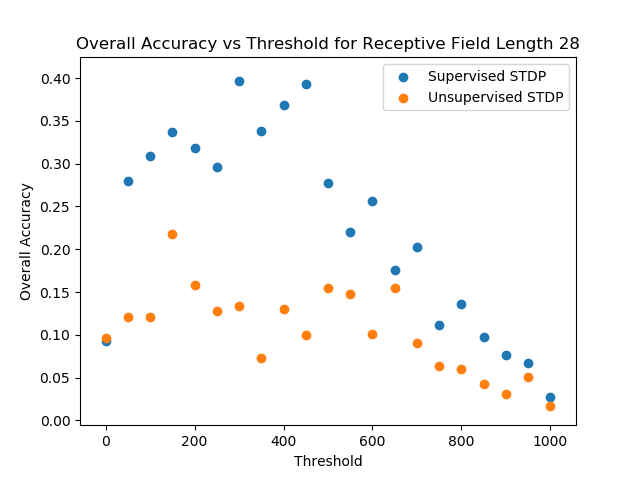 Overall Accuracy vs Threshold for Receptive Field Length 28
Supervised STDP
Unsupervised STDP
Overall Accuracy
0.40
0.35
0.30
0.25
0.20
0.15
0.10
0.05
0.00
0 200 400 600 800 1000
Threshold